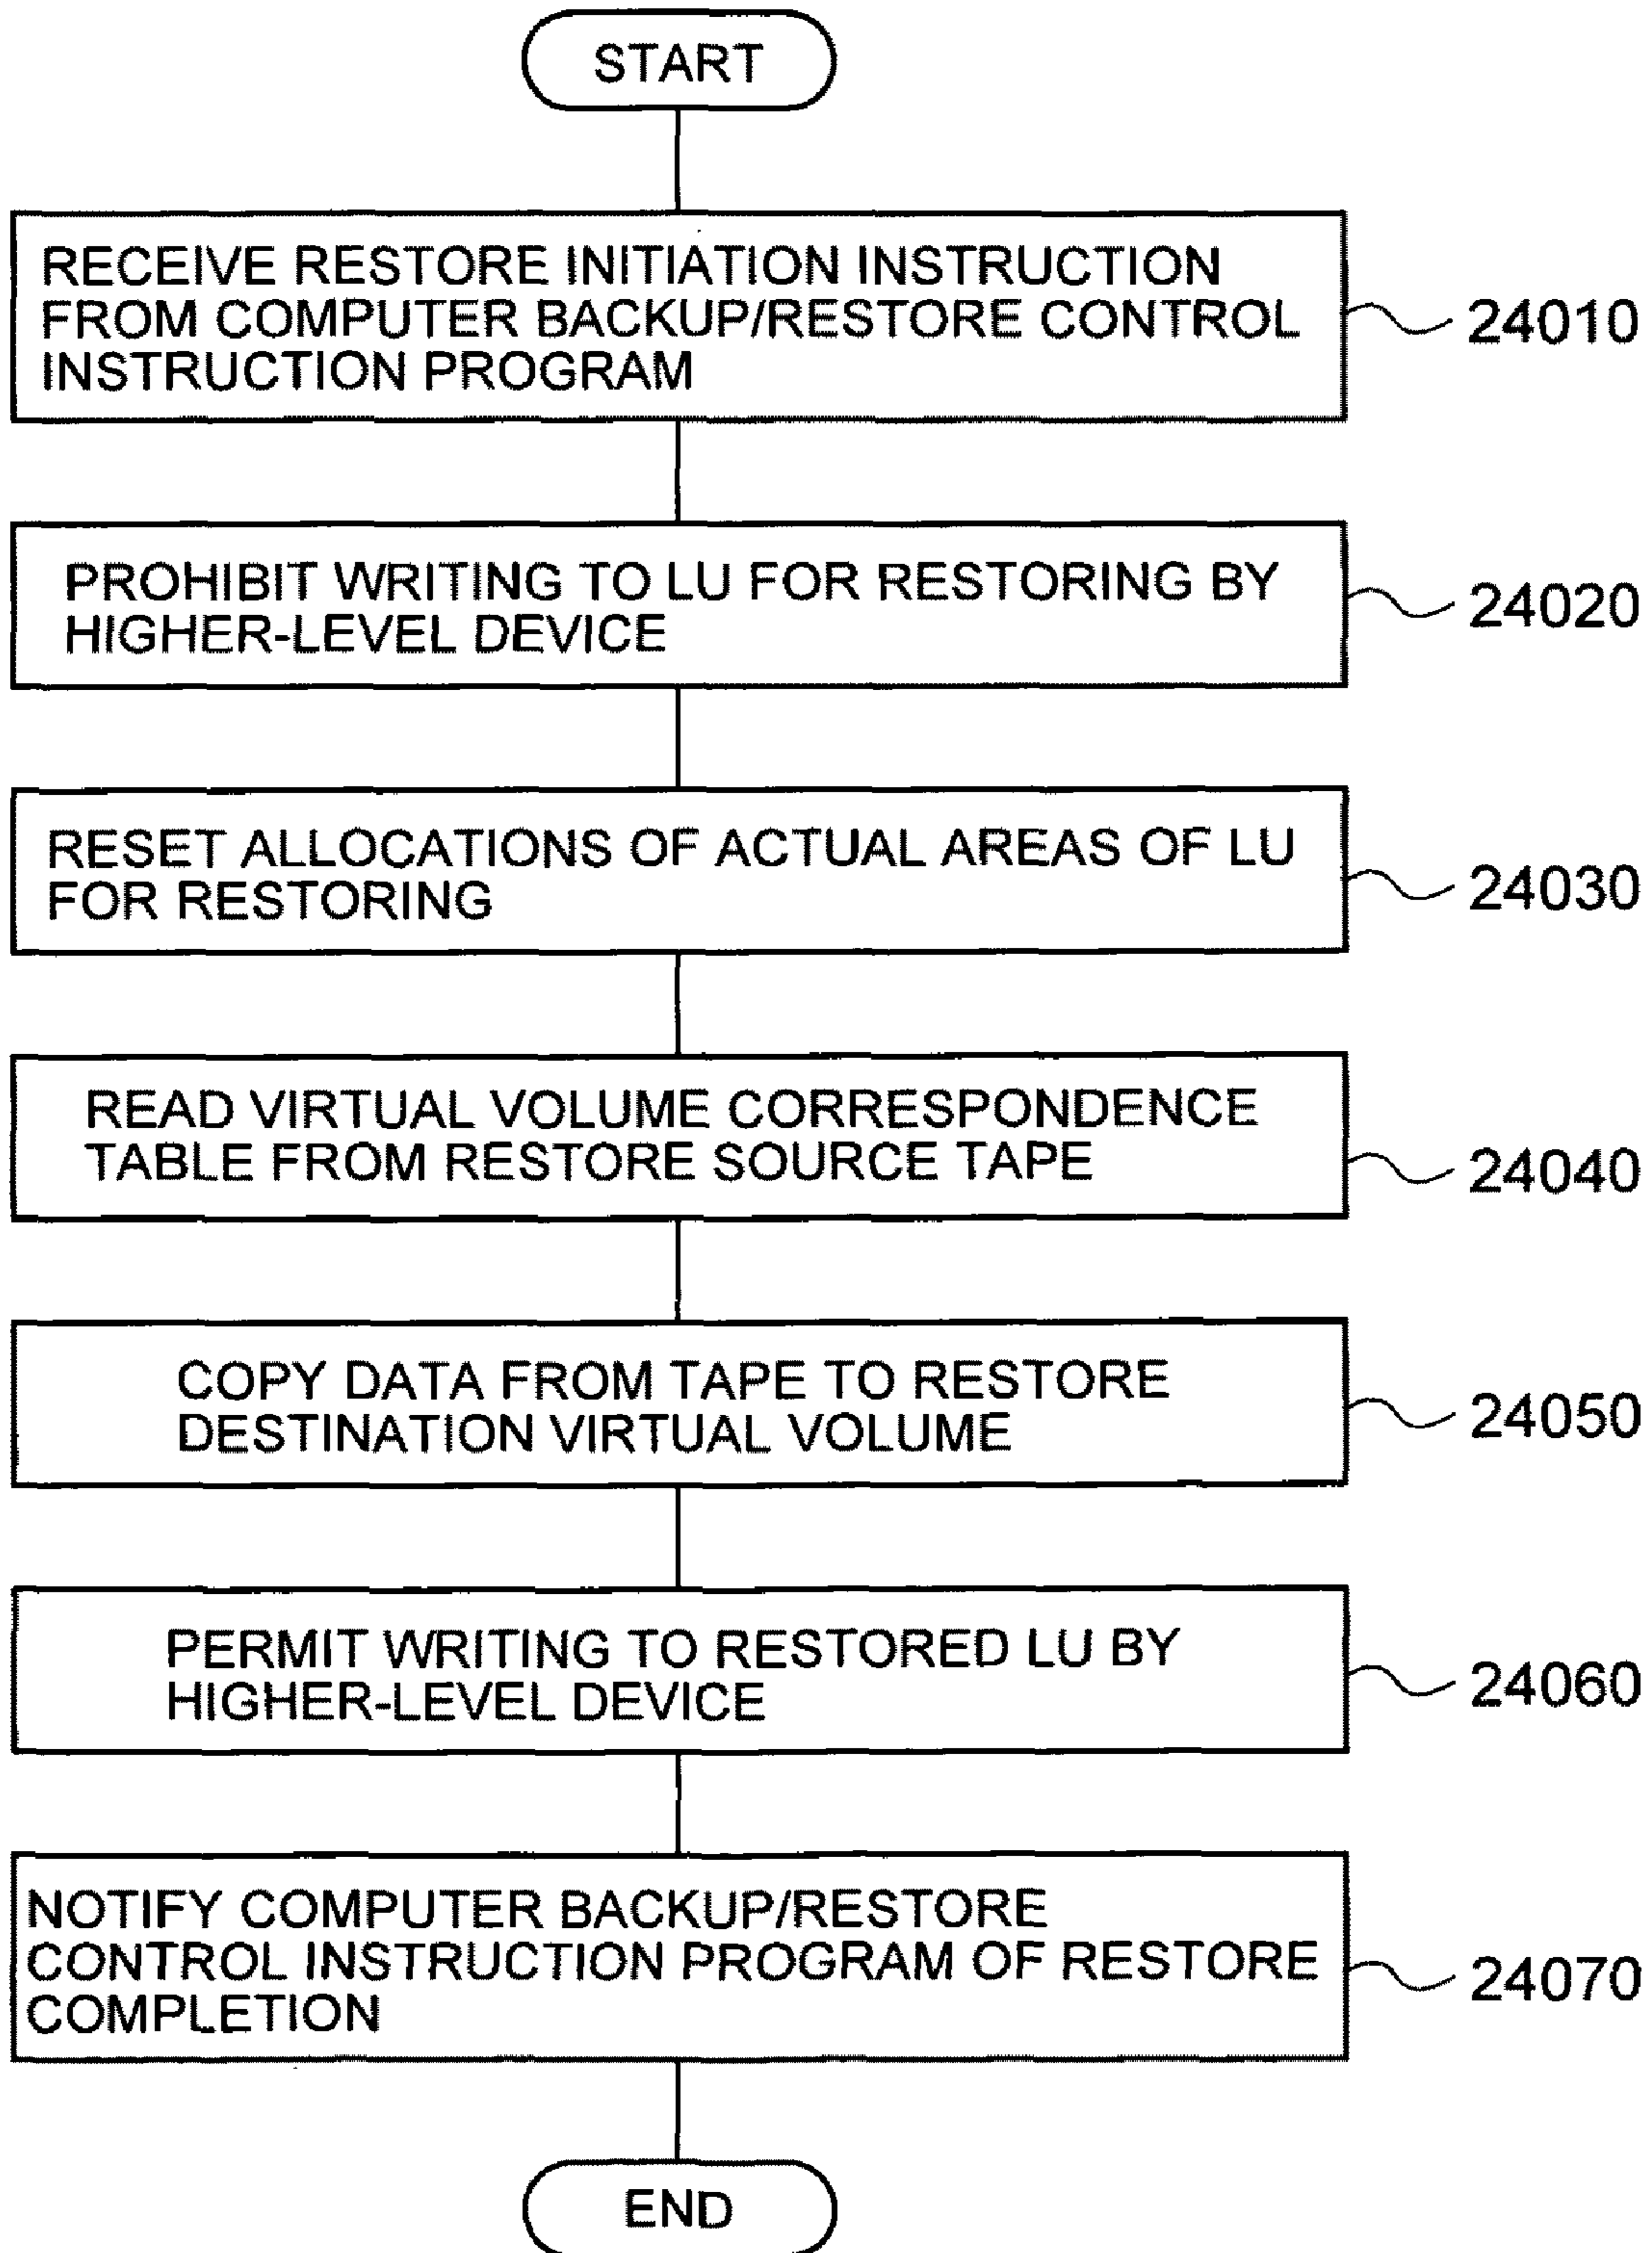 START
RECEIVE RESTORE INITIATION INSTRUCTION
FROM COMPUTER BACKUP/RESTORE CONTROL
INSTRUCTION PROGRAM
24010
PROHIBIT WRITING TO LU FOR RESTORING BY
HIGHER-LEVEL DEVICE
24020
RESET ALLOCATIONS OF ACTUAL AREAS OF LU
FOR RESTORING
24030
READ VIRTUAL VOLUME CORRESPONDENCE
TABLE FROM RESTORE SOURCE TAPE
24040
COPY DATA FROM TAPE TO RESTORE
DESTINATION VIRTUAL VOLUME
24050
PERMIT WRITING TO RESTORED LU BY
HIGHER-LEVEL DEVICE
24060
NOTIFY COMPUTER BACKUP/RESTORE
CONTROL INSTRUCTION PROGRAM OF RESTORE
COMPLETION
24070
END